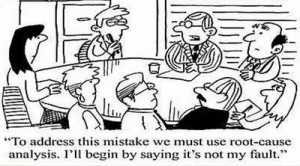 "To address this mistake we must use root-cause
analysis. I'll begin by saying it's not my fault."